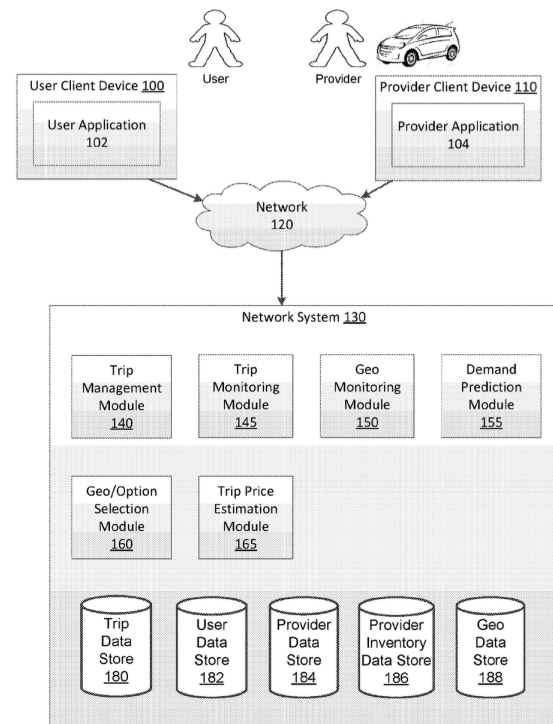 User
Provider
User Client Device 100
User Application
102
Provider Client Device 110
Provider Application
104
Network
120
Network System 130
Trip
Management
Module
140
Trip
Monitoring
Module
145
Geo
Monitoring
Module
150
Demand
Prediction
Module
155
Geo/Option
Selection
Module
160
Trip Price
Estimation
Module
165
Trip
Data
Store
180
User
Data
Store
182
Provider
Data
Store
184
Provider
Inventory
Data Store
186
Geo
Data
Store
188